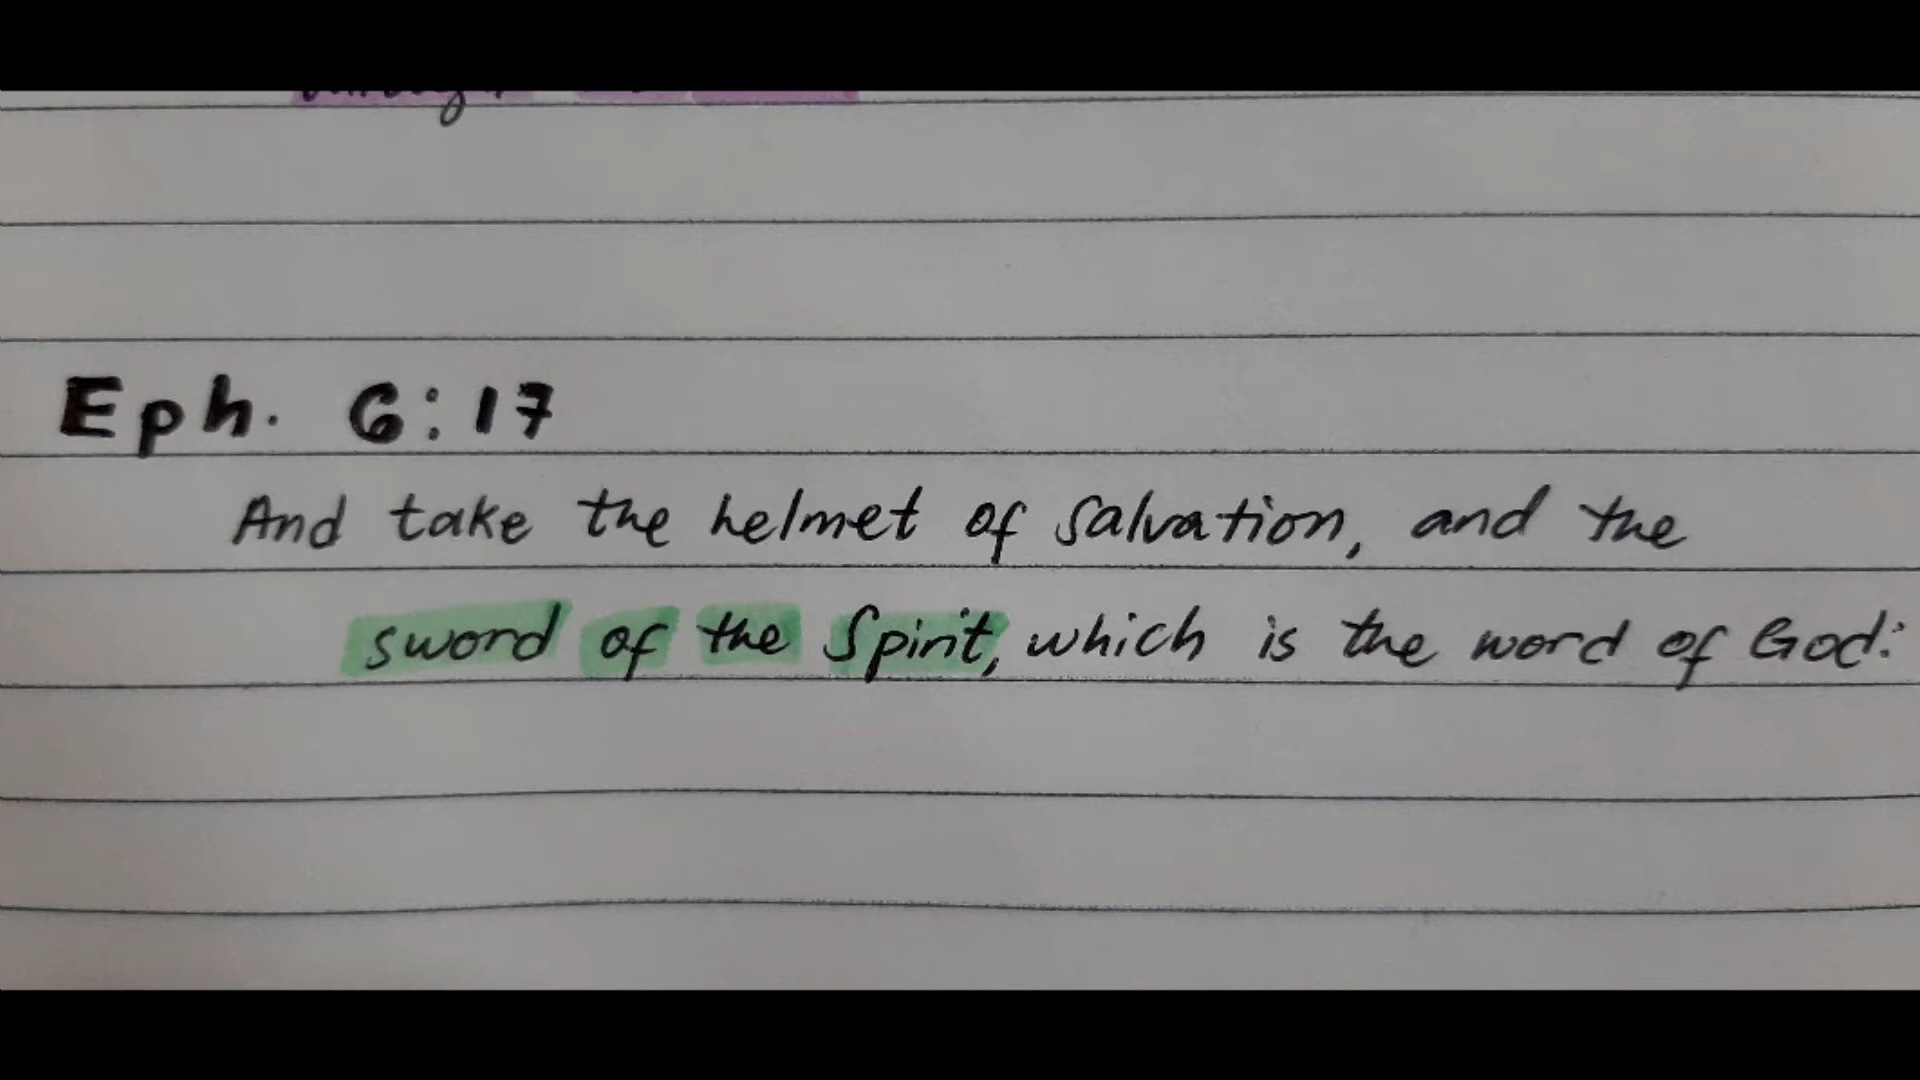 Eph. 6:17
And take the helmet of salvation, and the
sword of the Spirit, which is the word of God: